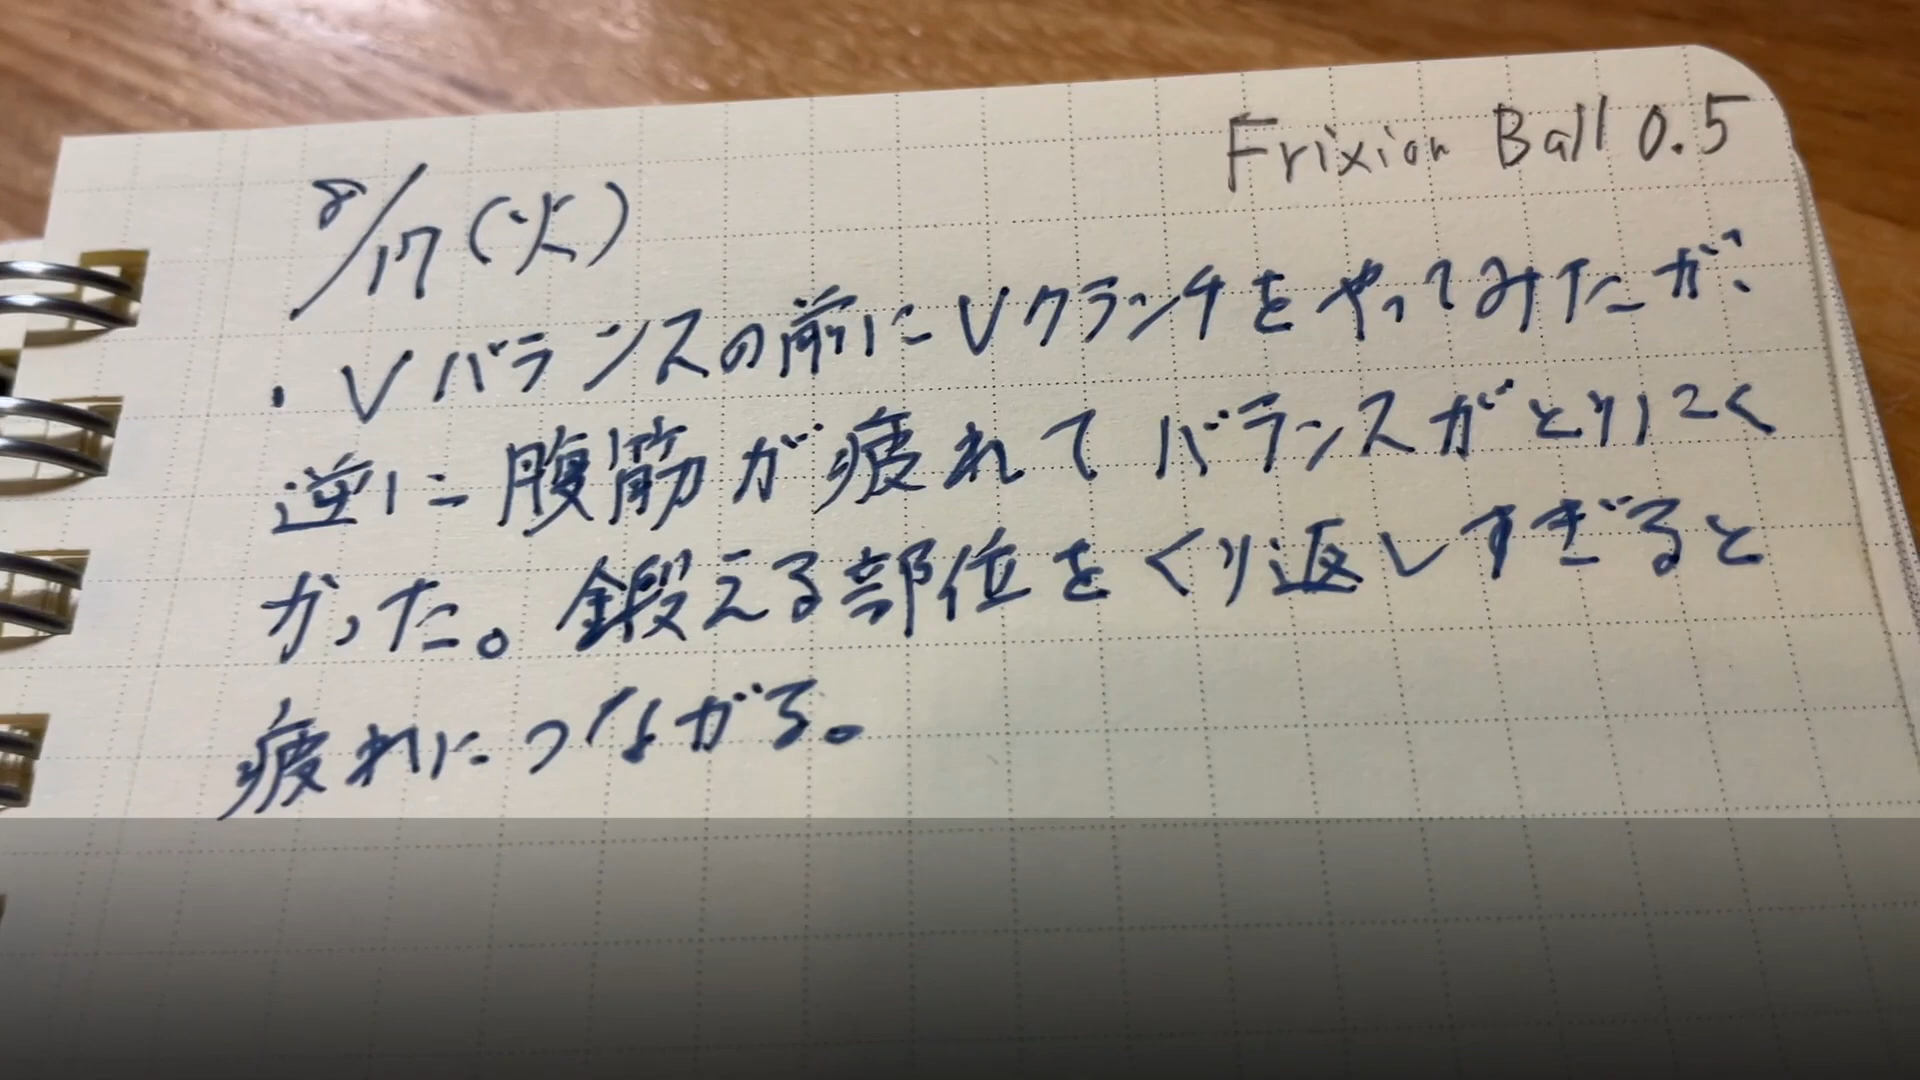 Frixion Ball 0.5
8/17(火)
・Vバランスの前にVクランチをやってみたが、
逆に腹筋が疲れてバランスがとりにく
かった。鍛える部位をくり返しすぎると
疲れにつながる。